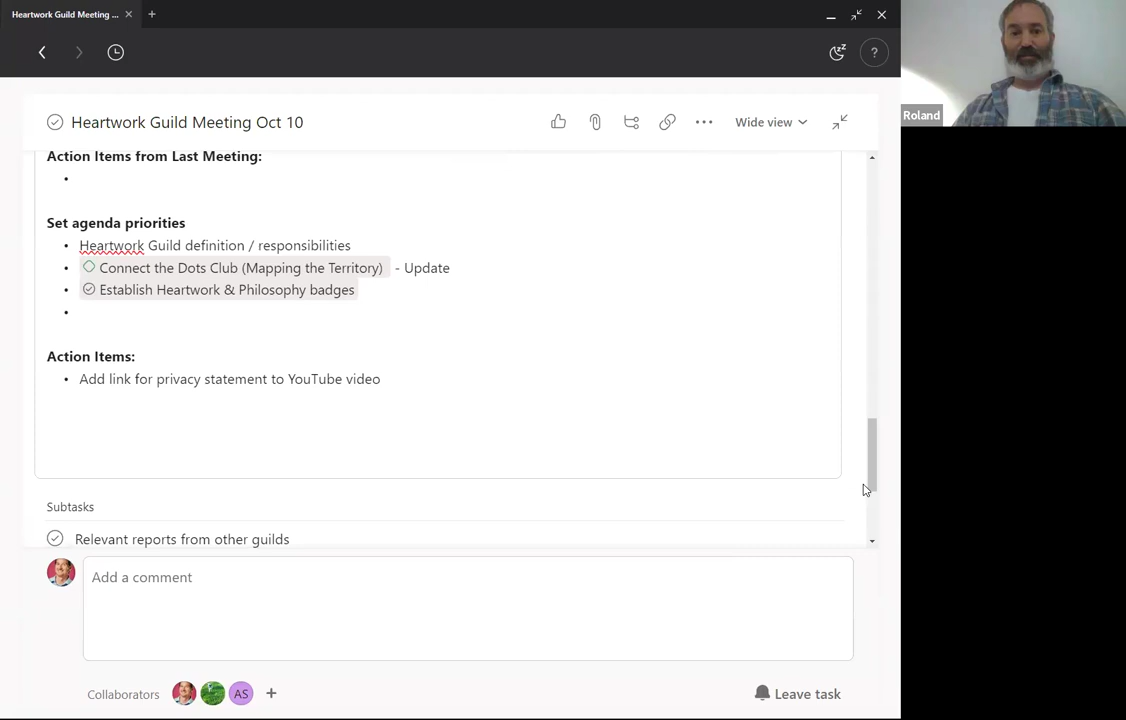 Heartwork Guild Meeting ...
Heartwork Guild Meeting Oct 10
Wide view
Action Items from Last Meeting:
Set agenda priorities
Heartwork Guild definition / responsibilities
Connect the Dots Club (Mapping the Territory) - Update
Establish Heartwork & Philosophy badges
Action Items:
Add link for privacy statement to YouTube video
Subtasks
Relevant reports from other guilds
Add a comment
Collaborators
AS
Leave task
Roland